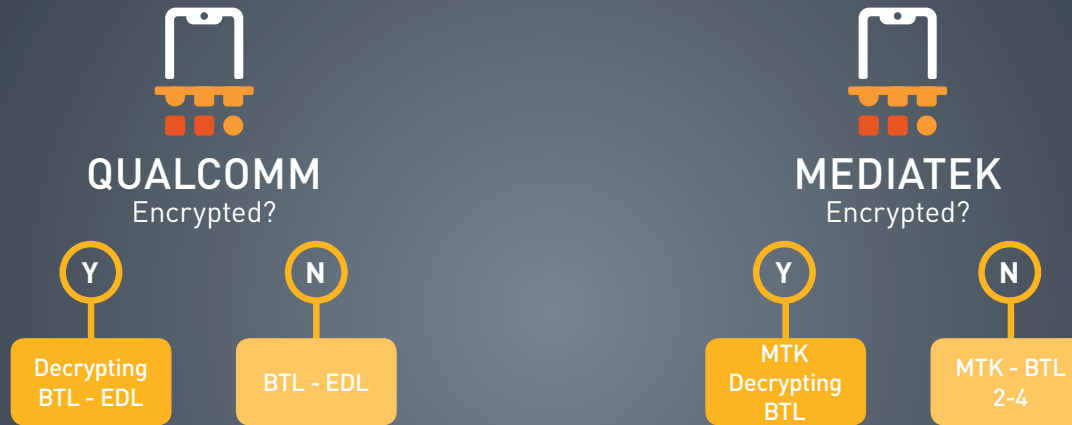 QUALCOMM
Encrypted?
Y
N
Decrypting
BTL - EDL
BTL - EDL
MEDIATEK
Encrypted?
Y
N
MTK
Decrypting
BTL
MTK - BTL
2-4